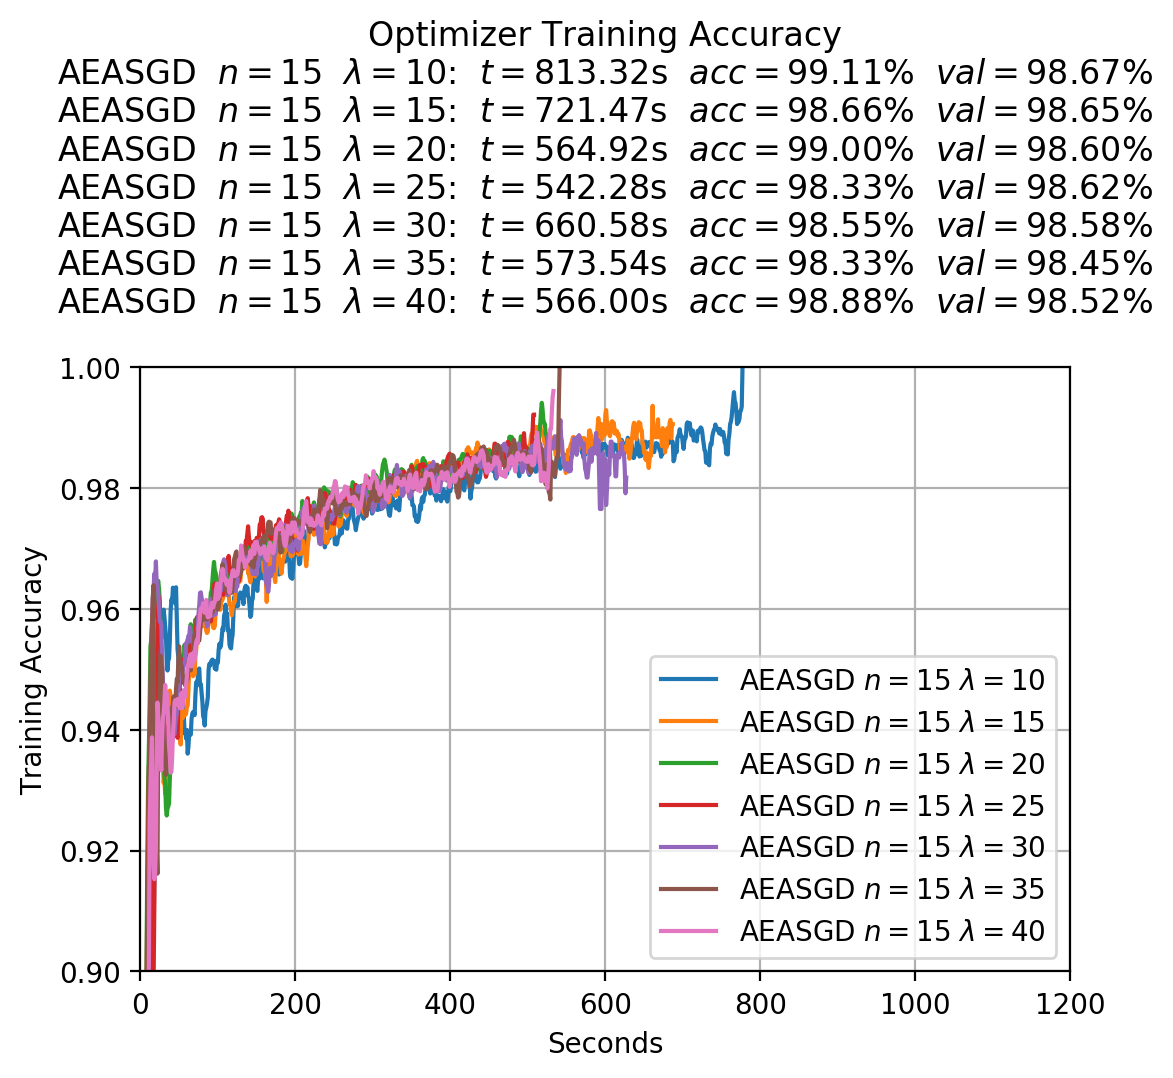 Optimizer Training Accuracy
AEASGD n = 15 λ = 10: t = 813.32s acc = 99.11% val = 98.67%
AEASGD n = 15 λ = 15: t = 721.47s acc = 98.66% val = 98.65%
AEASGD n = 15 λ = 20: t = 564.92s acc = 99.00% val = 98.60%
AEASGD n = 15 λ = 25: t = 542.28s acc = 98.33% val = 98.62%
AEASGD n = 15 λ = 30: t = 660.58s acc = 98.55% val = 98.58%
AEASGD n = 15 λ = 35: t = 573.54s acc = 98.33% val = 98.45%
AEASGD n = 15 λ = 40: t = 566.00s acc = 98.88% val = 98.52%
1.00
0.98
0.96
0.94
0.92
0.90
Training Accuracy
AEASGD n = 15 λ = 10
AEASGD n = 15 λ = 15
AEASGD n = 15 λ = 20
AEASGD n = 15 λ = 25
AEASGD n = 15 λ = 30
AEASGD n = 15 λ = 35
AEASGD n = 15 λ = 40
0 200 400 600 800 1000 1200
Seconds